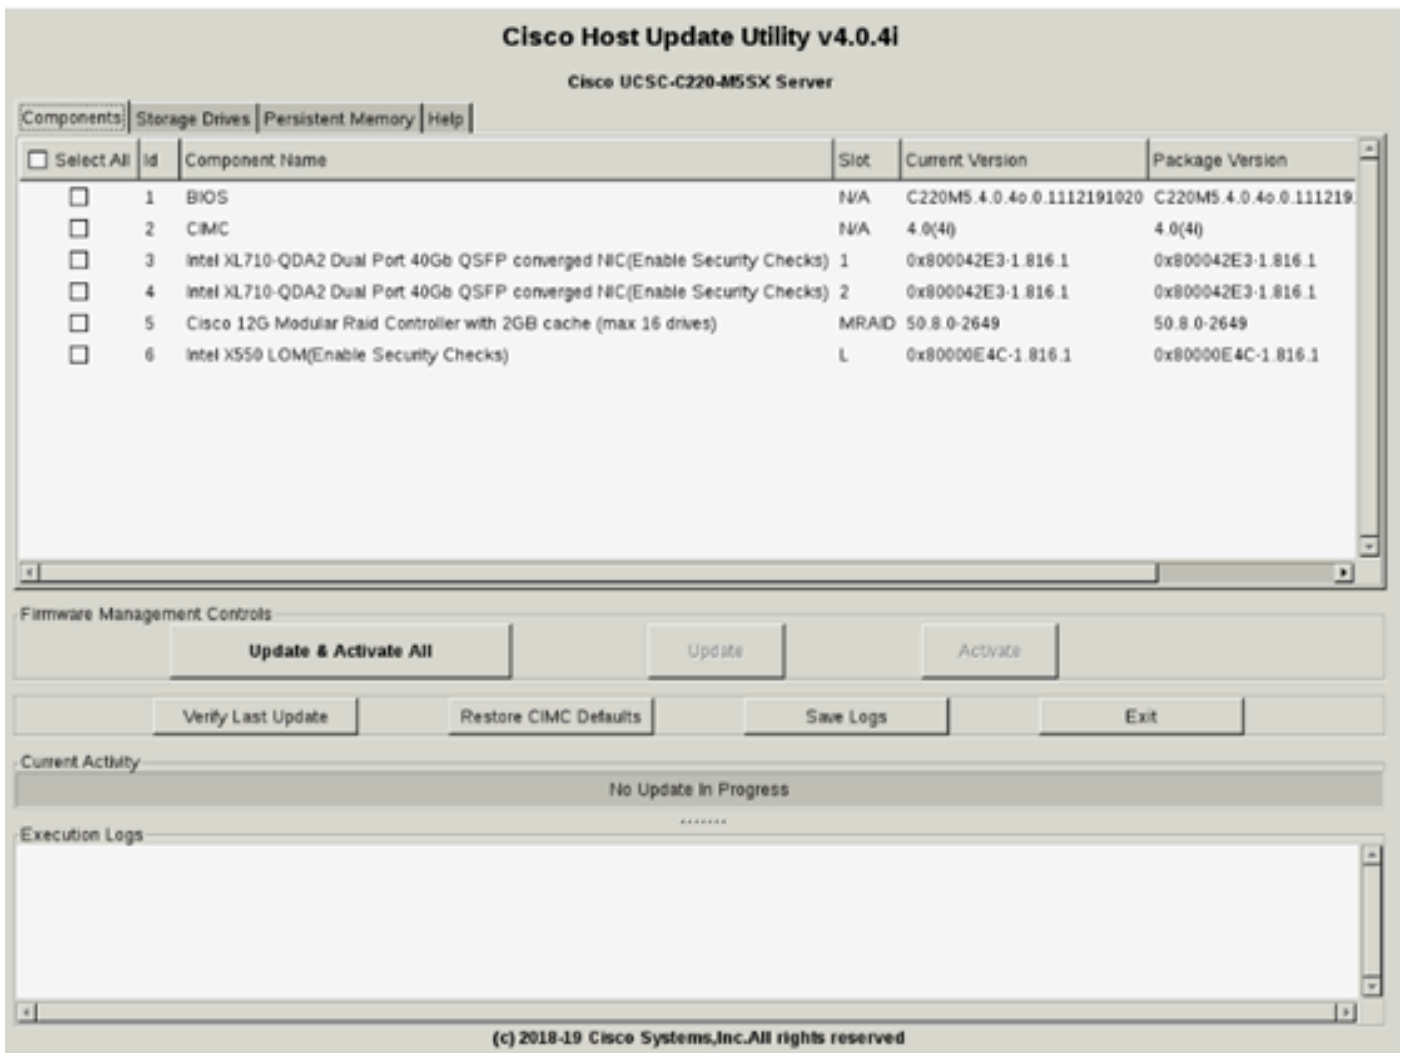 Cisco Host Update Utility v4.0.4i
Cisco UCSC-C220-M5SX Server
Components Storage Drives Persistent Memory Help
Select All Id Component Name Slot Current Version Package Version
1 BIOS N/A C220M5.4.0.4o.0.1112191020 C220M5.4.0.4o.0.111219.
2 CIMC N/A 4.0(4i) 4.0(4i)
3 Intel XL710-QDA2 Dual Port 40Gb QSFP converged NIC(Enable Security Checks) 1 0x800042E3-1.816.1 0x800042E3-1.816.1
4 Intel XL710-QDA2 Dual Port 40Gb QSFP converged NIC(Enable Security Checks) 2 0x800042E3-1.816.1 0x800042E3-1.816.1
5 Cisco 12G Modular Raid Controller with 2GB cache (max 16 drives) MRAID 50.8.0-2649 50.8.0-2649
6 Intel X550 LOM(Enable Security Checks) L 0x80000E4C-1.816.1 0x80000E4C-1.816.1
Firmware Management Controls
Update & Activate All Update Activate
Verify Last Update Restore CIMC Defaults Save Logs Exit
Current Activity
No Update In Progress
Execution Logs
(c) 2018-19 Cisco Systems,Inc.All rights reserved